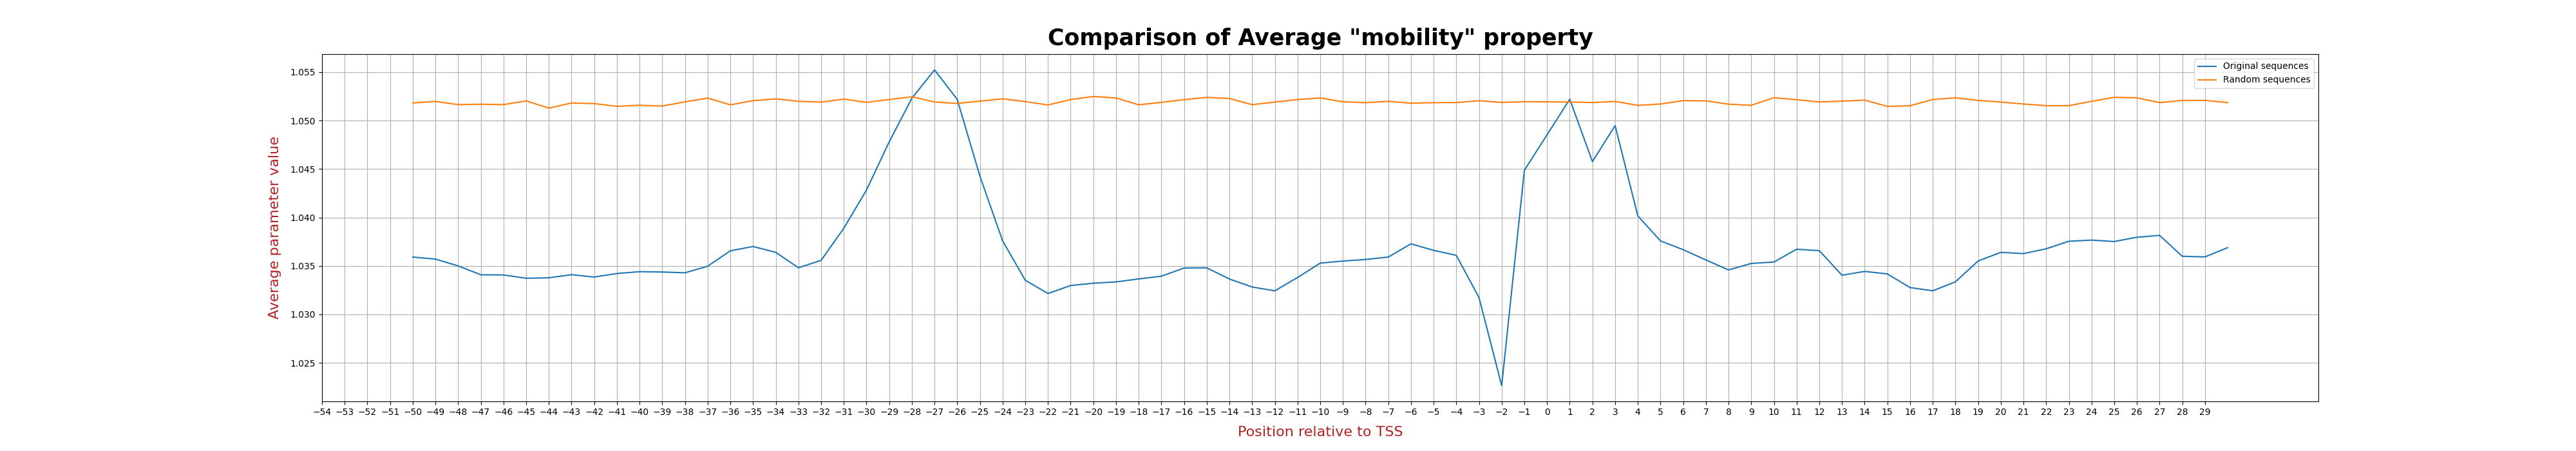 Comparison of Average "mobility" property
Original sequences
Random sequences
1.055
1.050
1.045
1.040
1.035
1.030
1.025
Average parameter value
−54 −53 −52 −51 −50 −49 −48 −47 −46 −45 −44 −43 −42 −41 −40 −39 −38 −37 −36 −35 −34 −33 −32 −31 −30 −29 −28 −27 −26 −25 −24 −23 −22 −21 −20 −19 −18 −17 −16 −15 −14 −13 −12 −11 −10 −9 −8 −7 −6 −5 −4 −3 −2 −1 0 1 2 3 4 5 6 7 8 9 10 11 12 13 14 15 16 17 18 19 20 21 22 23 24 25 26 27 28 29
Position relative to TSS